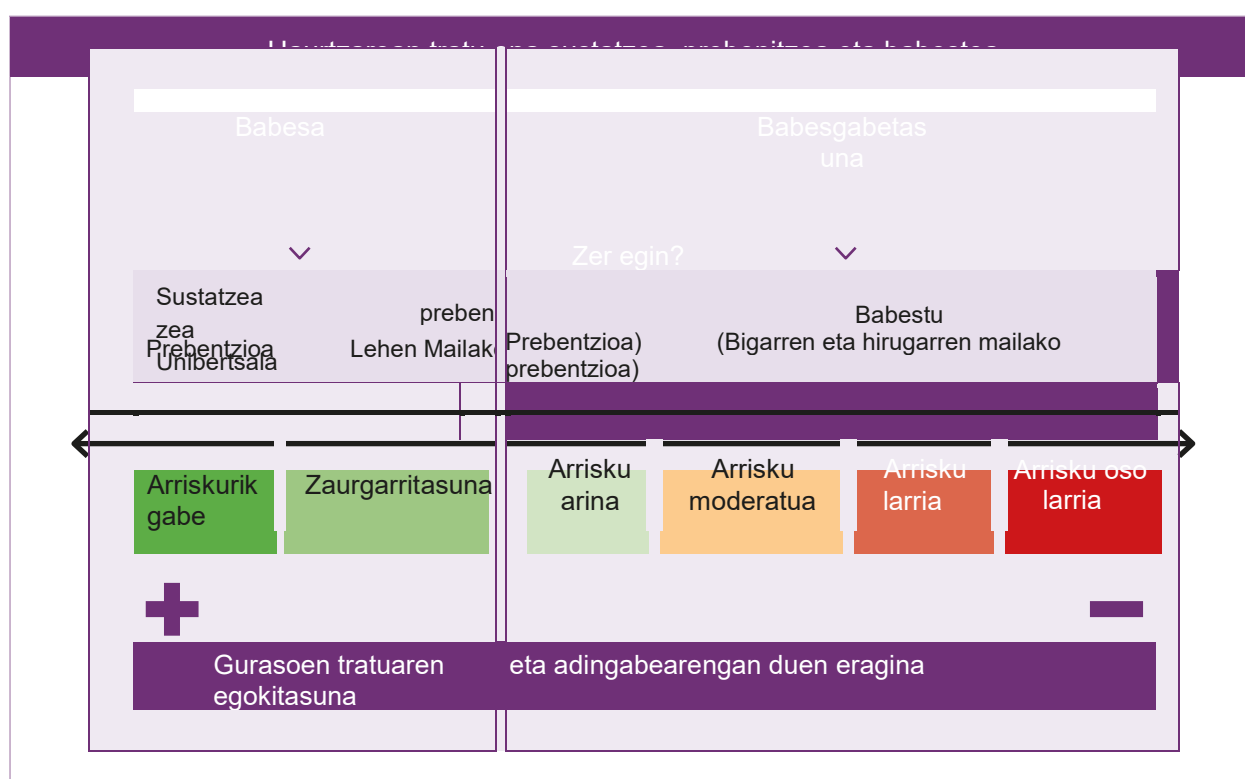 Babesa
Babesgabetas
una
Zer egin?
Sustatzea
zea
Prebentzioa
Unibertsala
preben
Lehen Mailako
Prebentzioa)
prebentzioa)
Babestu
(Bigarren eta hirugarren mailako
Arriskurik
gabe
Zaurgarritasuna
Arrisku
arina
Arrisku
moderatua
Arrisku
larria
Arrisku oso
larria
Gurasoen tratuaren
egokitasuna
eta adingabearengan duen eragina